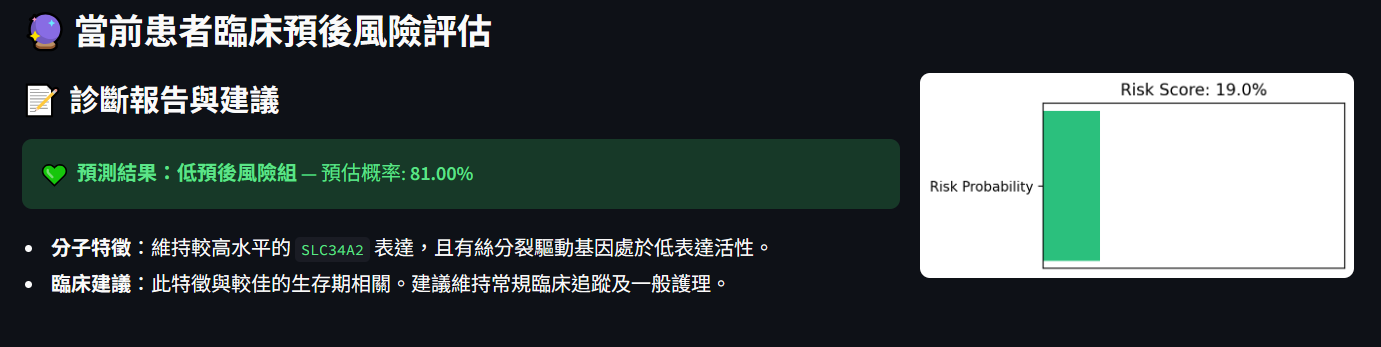 🔮 當前患者臨床預後風險評估
📝 診斷報告與建議
💚 預測結果：低預後風險組 — 預估概率: 81.00%
• 分子特徵：維持較高水平的 SLC34A2 表達，且有絲分裂驅動基因處於低表達活性。
• 臨床建議：此特徵與較佳的生存期相關。建議維持常規臨床追蹤及一般護理。
Risk Score: 19.0%
Risk Probability